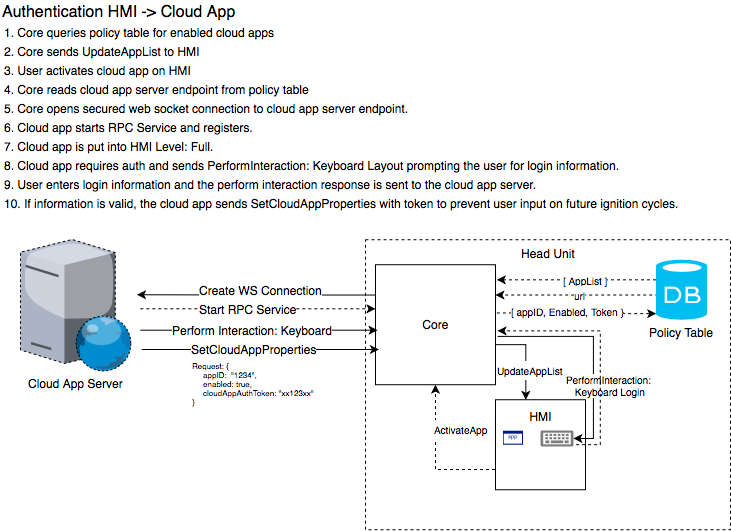 Authentication HMI -> Cloud App
1. Core queries policy table for enabled cloud apps
2. Core sends UpdateAppList to HMI
3. User activates cloud app on HMI
4. Core reads cloud app server endpoint from policy table
5. Core opens secured web socket connection to cloud app server endpoint.
6. Cloud app starts RPC Service and registers.
7. Cloud app is put into HMI Level: Full.
8. Cloud app requires auth and sends PerformInteraction: Keyboard Layout prompting the user for login information.
9. User enters login information and the perform interaction response is sent to the cloud app server.
10. If information is valid, the cloud app sends SetCloudAppProperties with token to prevent user input on future ignition cycles.
Head Unit
Create WS Connection
Start RPC Service
Perform Interaction: Keyboard
SetCloudAppProperties
Request: {
appID: "1234",
enabled: true,
cloudAppAuthToken: "xx123xx"
}
Cloud App Server
Core
[ AppList ]
url
{ appID, Enabled, Token }
DB
Policy Table
UpdateAppList
PerformInteraction:
Keyboard Login
ActivateApp
HMI
app